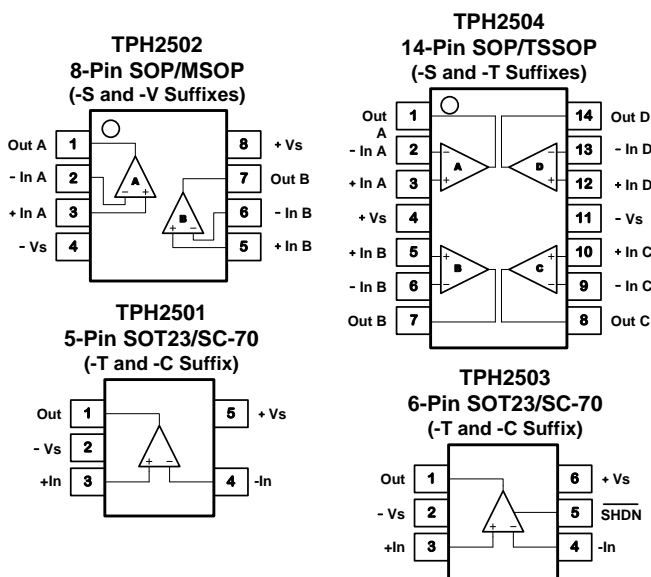 TPH2502
8-Pin SOP/MSOP
(-S and -V Suffixes)
Out A 1 8 + Vs
- In A 2 A 7 Out B
+ In A 3 - + B 6 - In B
- Vs 4 + - 5 + In B
TPH2504
14-Pin SOP/TSSOP
(-S and -T Suffixes)
Out A 1 14 Out D
- In A 2 - - 13 - In D
A D
+ In A 3 + + 12 + In D
+ Vs 4 11 - Vs
+ In B 5 + + 10 + In C
B C
- In B 6 - - 9 - In C
Out B 7 8 Out C
TPH2501
5-Pin SOT23/SC-70
(-T and -C Suffix)
Out 1 5 + Vs
- Vs 2
+In 3 + - 4 -In
TPH2503
6-Pin SOT23/SC-70
(-T and -C Suffix)
Out 1 6 + Vs
- Vs 2 5 SHDN
+In 3 + - 4 -In